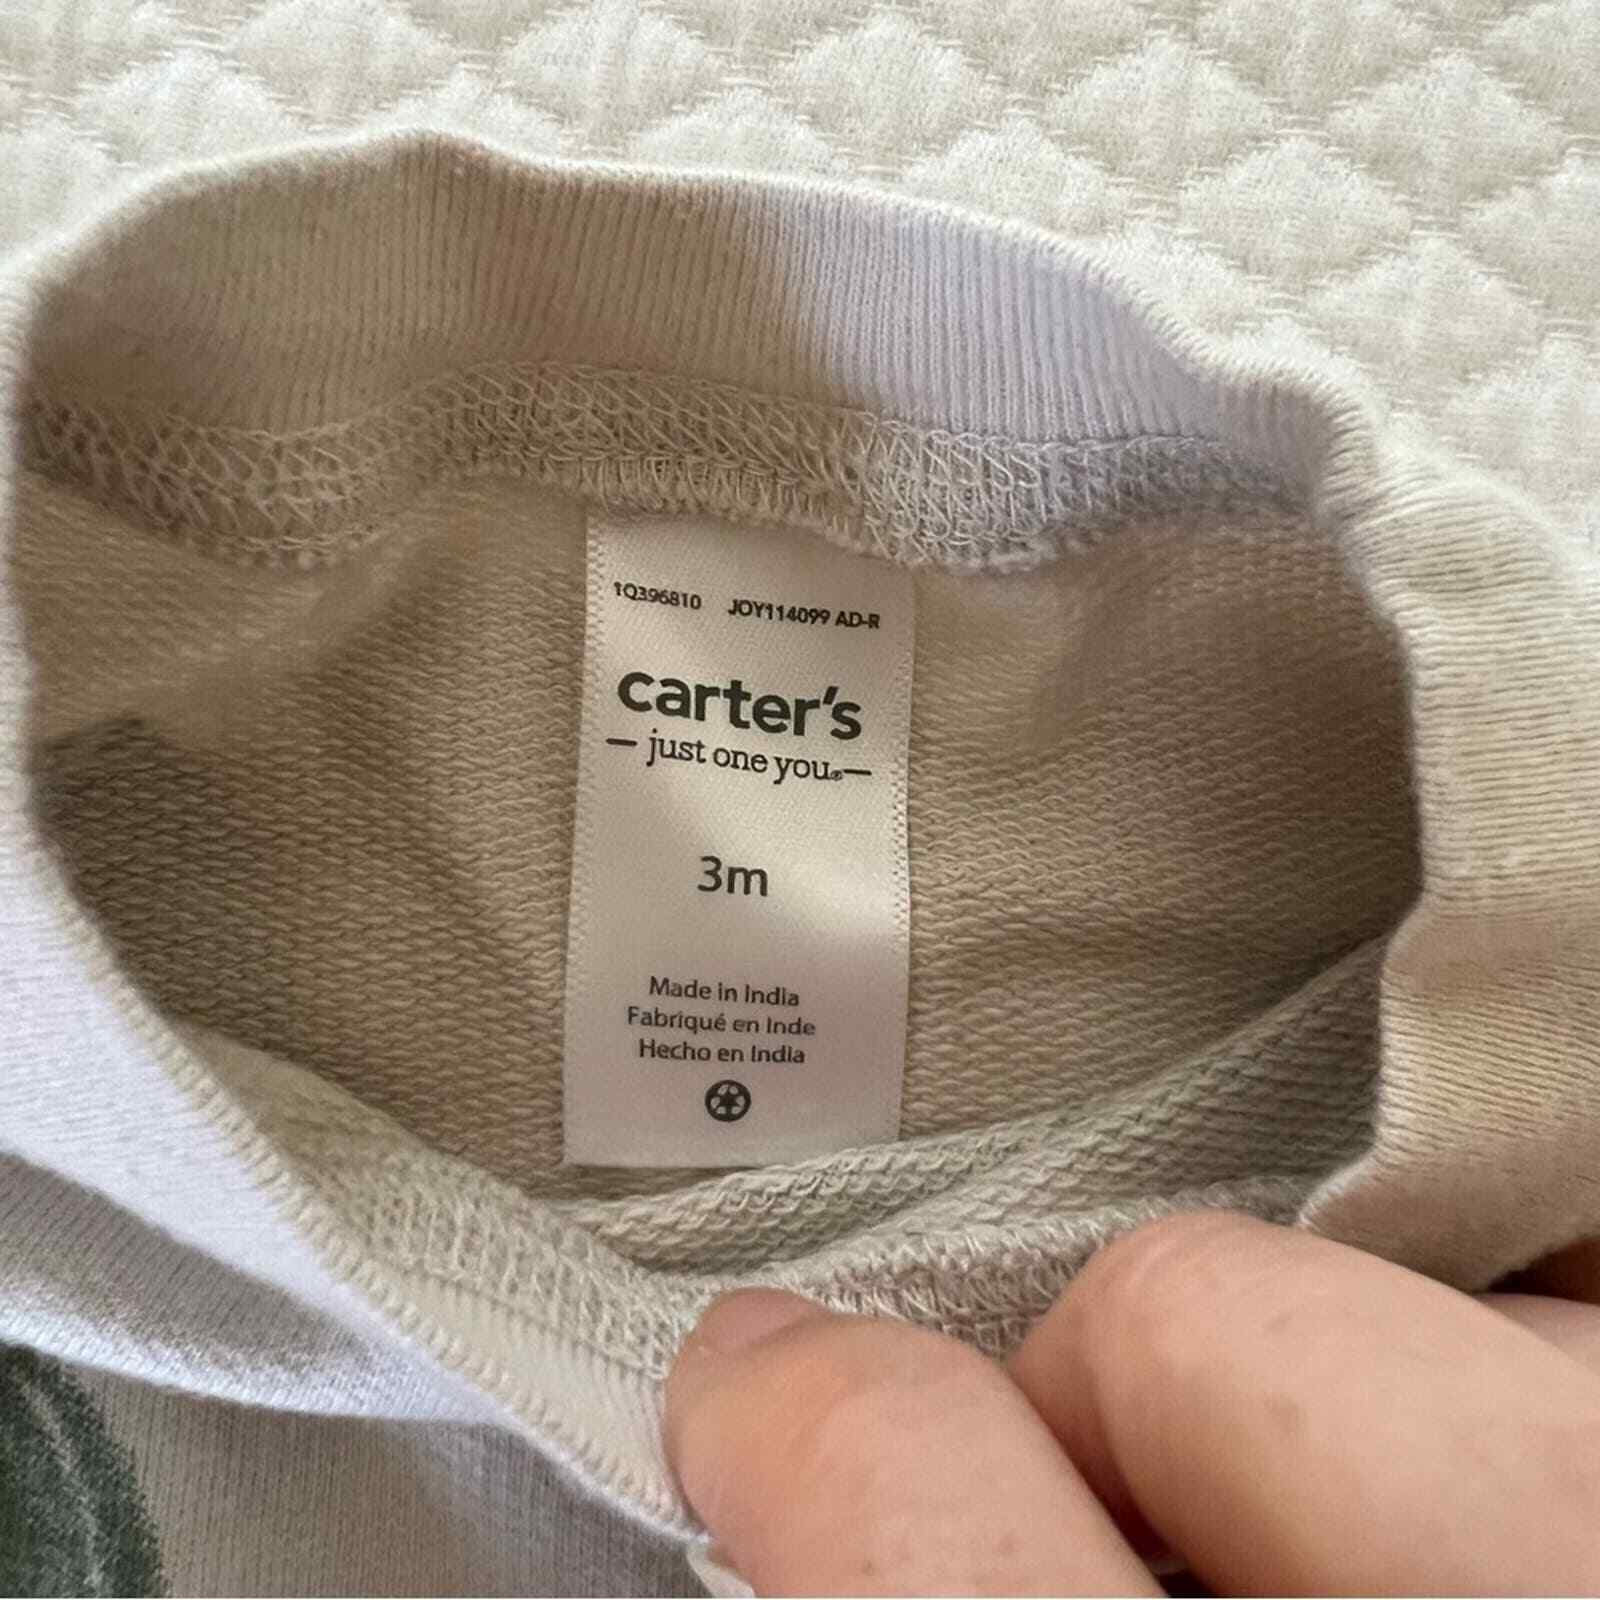 1Q396810 JOY114099 AD-R
carter's
just one you®
3m
Made in India
Fabriqué en Inde
Hecho en India